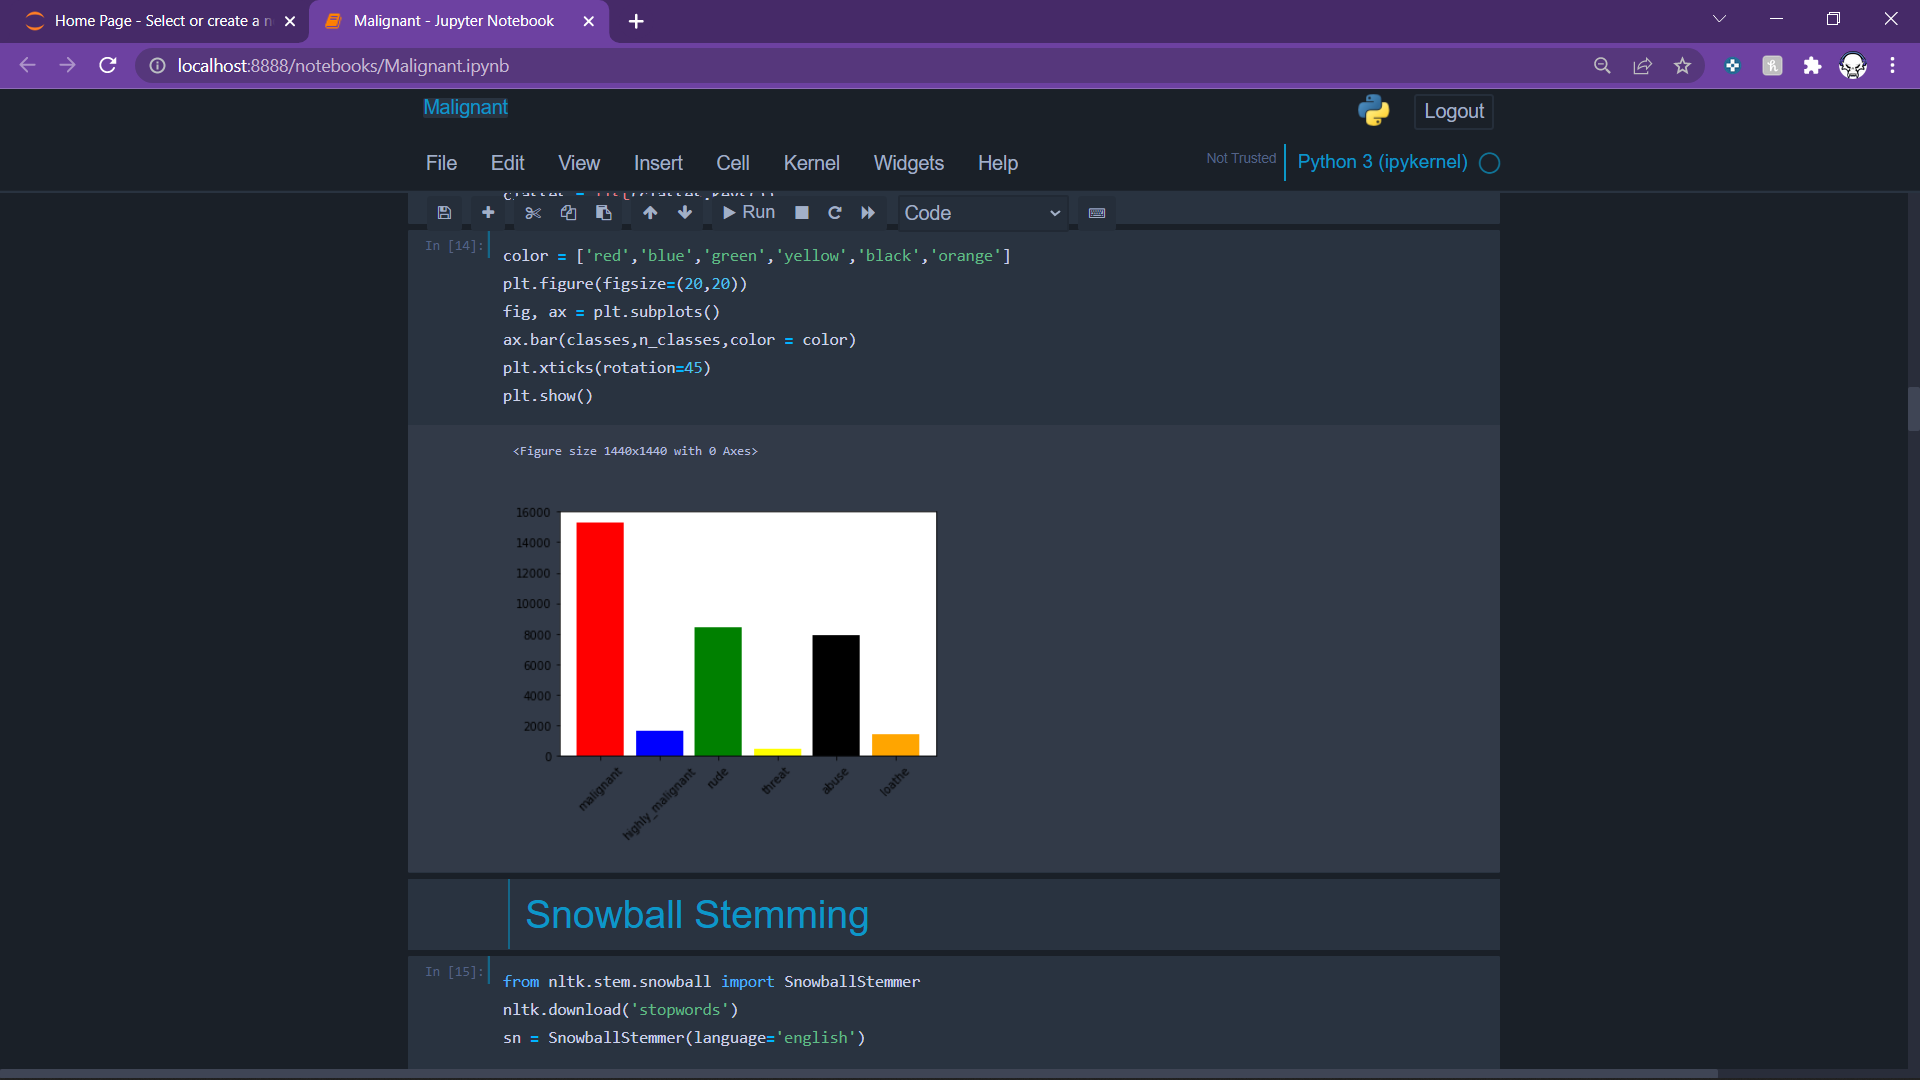 Home Page - Select or create a n
Malignant - Jupyter Notebook
localhost:8888/notebooks/Malignant.ipynb
Malignant
Logout
File Edit View Insert Cell Kernel Widgets Help
Not Trusted
Python 3 (ipykernel)
Run
Code
In [14]:
color = ['red','blue','green','yellow','black','orange']
plt.figure(figsize=(20,20))
fig, ax = plt.subplots()
ax.bar(classes,n_classes,color = color)
plt.xticks(rotation=45)
plt.show()
<Figure size 1440x1440 with 0 Axes>
16000
14000
12000
10000
8000
6000
4000
2000
0
malignant
highly_malignant
rude
threat
abuse
loathe
Snowball Stemming
In [15]:
from nltk.stem.snowball import SnowballStemmer
nltk.download('stopwords')
sn = SnowballStemmer(language='english')